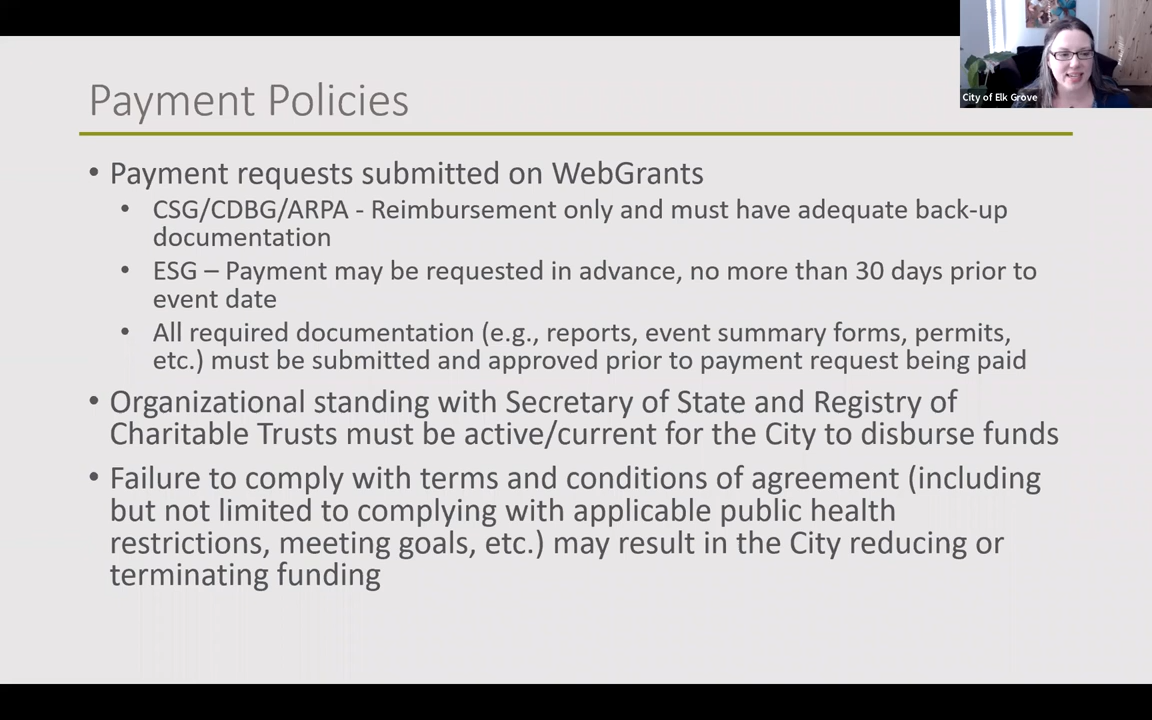 City of Elk Grove
Payment Policies
• Payment requests submitted on WebGrants
• CSG/CDBG/ARPA - Reimbursement only and must have adequate back-up
documentation
• ESG – Payment may be requested in advance, no more than 30 days prior to
event date
• All required documentation (e.g., reports, event summary forms, permits,
etc.) must be submitted and approved prior to payment request being paid
• Organizational standing with Secretary of State and Registry of
Charitable Trusts must be active/current for the City to disburse funds
• Failure to comply with terms and conditions of agreement (including
but not limited to complying with applicable public health
restrictions, meeting goals, etc.) may result in the City reducing or
terminating funding